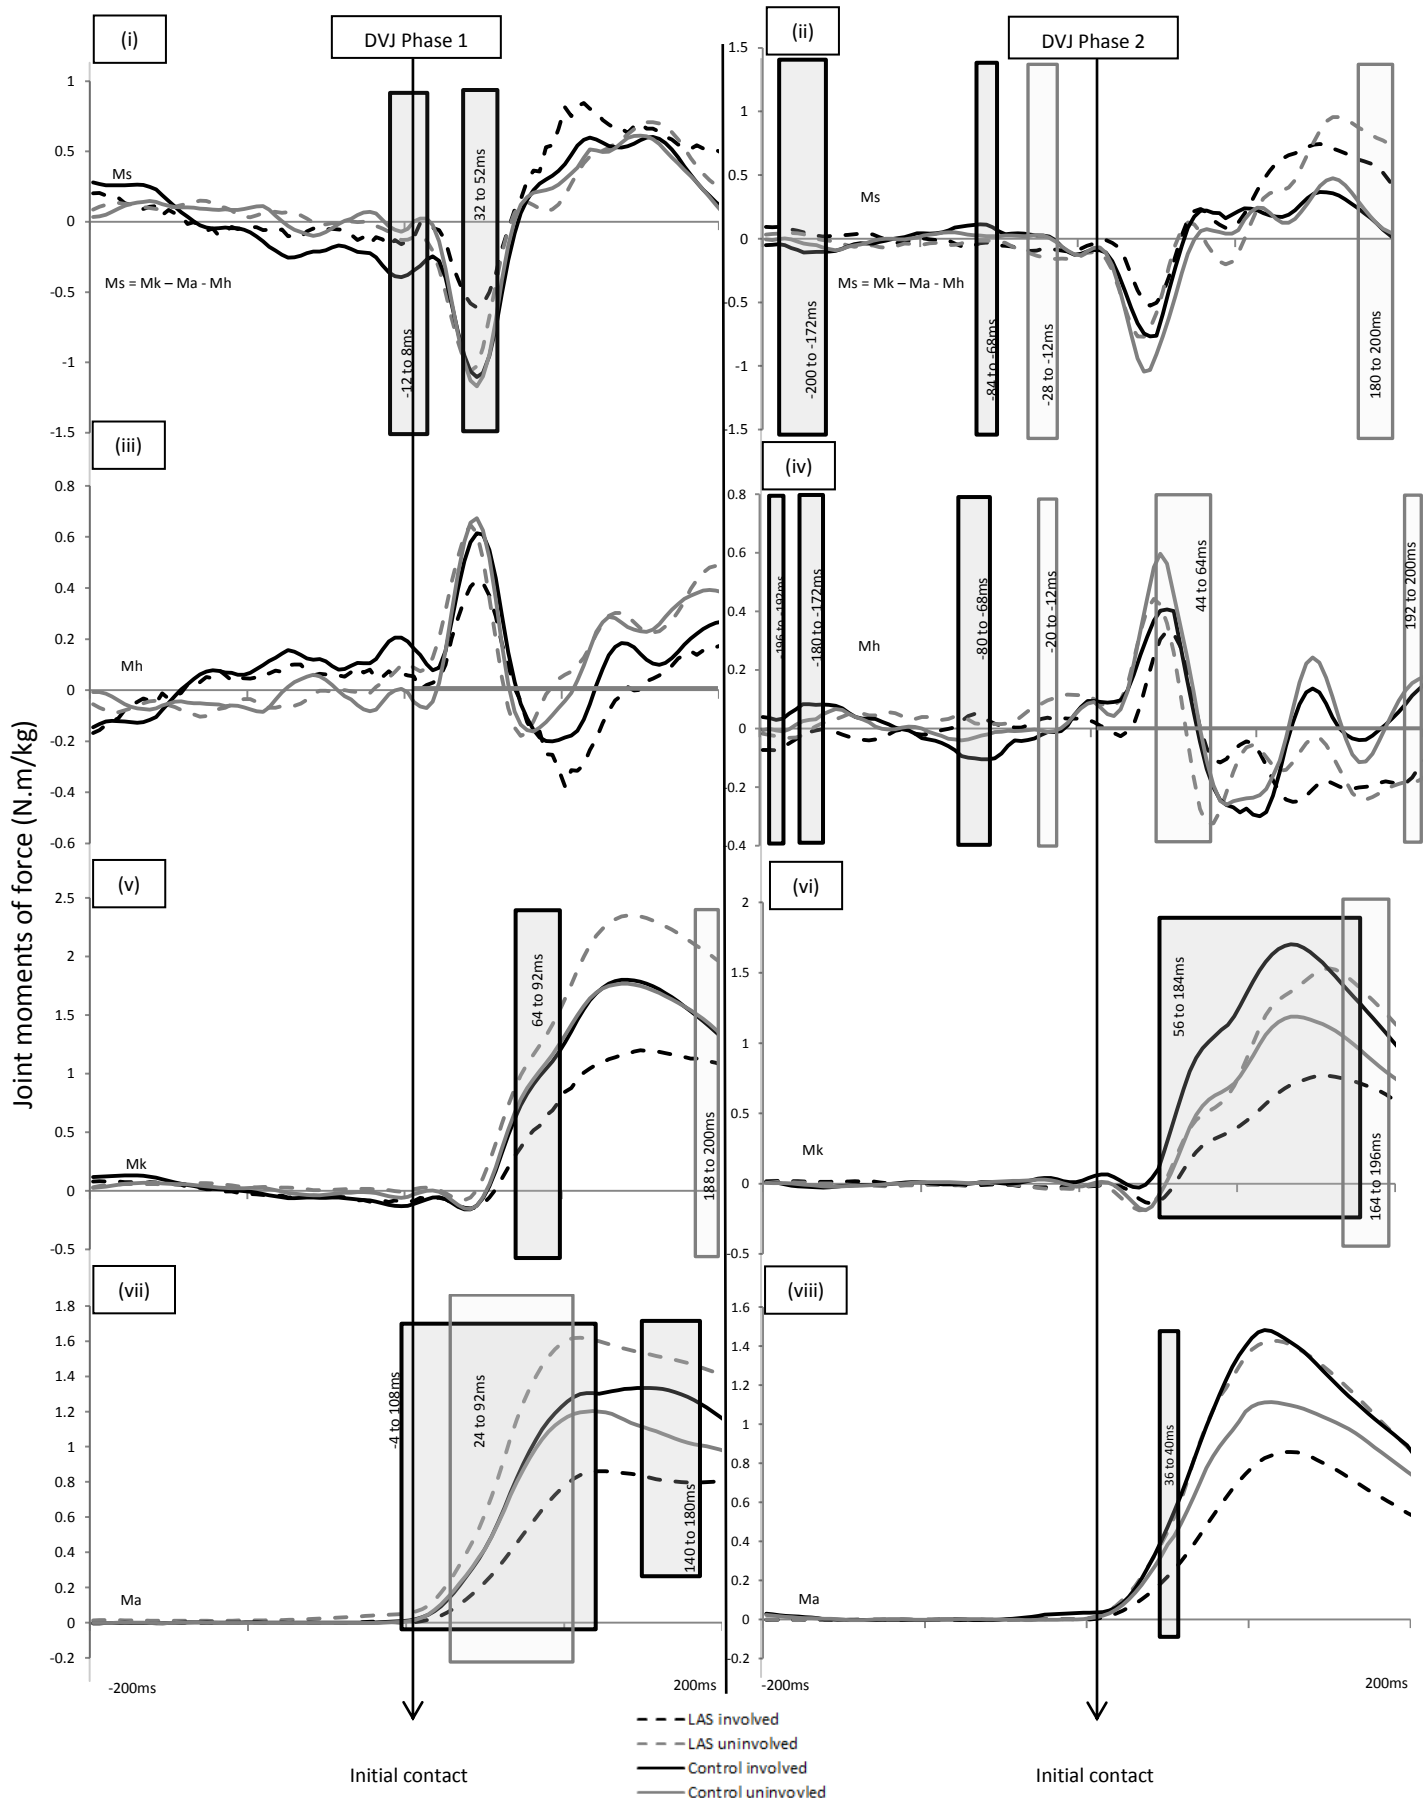 (i)
DVJ Phase 1
1
0.5
0
-0.5
-1
-1.5
Ms
Ms = Mk – Ma - Mh
-12 to 8ms
32 to 52ms
(ii)
DVJ Phase 2
1.5
1
0.5
0
-0.5
-1
-1.5
Ms
Ms = Mk – Ma - Mh
-200 to -172ms
-84 to -68ms
-28 to -12ms
180 to 200ms
(iii)
0.8
0.6
0.4
0.2
0
-0.2
-0.4
-0.6
Mh
(iv)
0.8
0.6
0.4
0.2
0
-0.2
-0.4
Mh
-196 to -192ms
-180 to -172ms
-80 to -68ms
-20 to -12ms
44 to 64ms
192 to 200ms
Joint moments of force (N.m/kg)
(v)
2.5
2
1.5
1
0.5
0
-0.5
Mk
64 to 92ms
188 to 200ms
(vi)
2
1.5
1
0.5
0
-0.5
Mk
56 to 184ms
164 to 196ms
(vii)
1.8
1.6
1.4
1.2
1
0.8
0.6
0.4
0.2
0
-0.2
Ma
-4 to 108ms
24 to 92ms
140 to 180ms
-200ms
200ms
(viii)
1.6
1.4
1.2
1
0.8
0.6
0.4
0.2
0
-0.2
Ma
36 to 40ms
-200ms
200ms
Initial contact
LAS involved
LAS uninvolved
Control involved
Control uninvovled
Initial contact